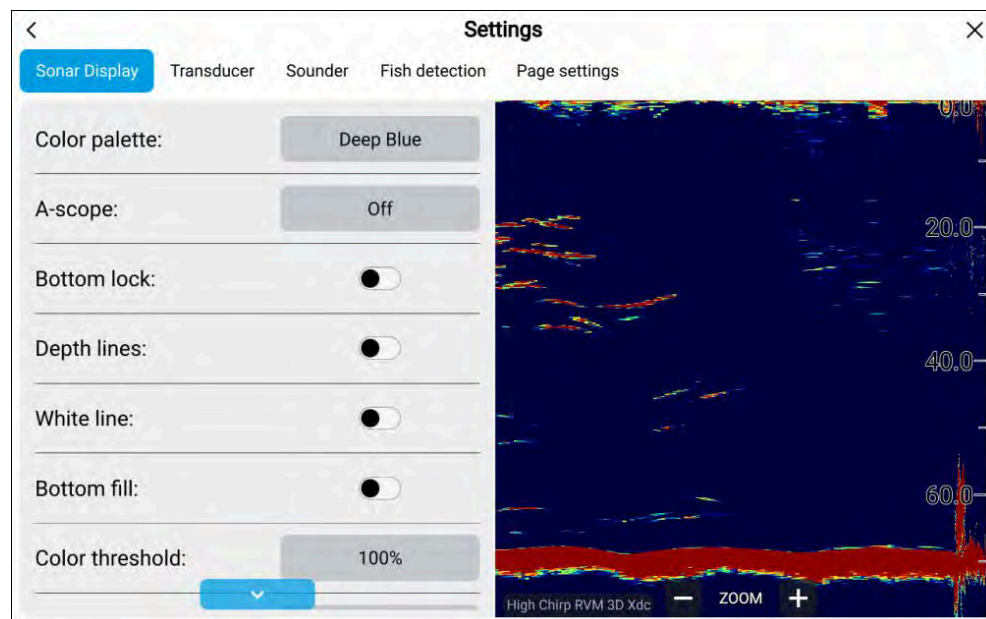 Settings
Sonar Display Transducer Sounder Fish detection Page settings
Color palette: Deep Blue
A-scope: Off
Bottom lock:
Depth lines:
White line:
Bottom fill:
Color threshold: 100%
0.0
20.0
40.0
60.0
High Chirp RVM 3D Xdc
ZOOM